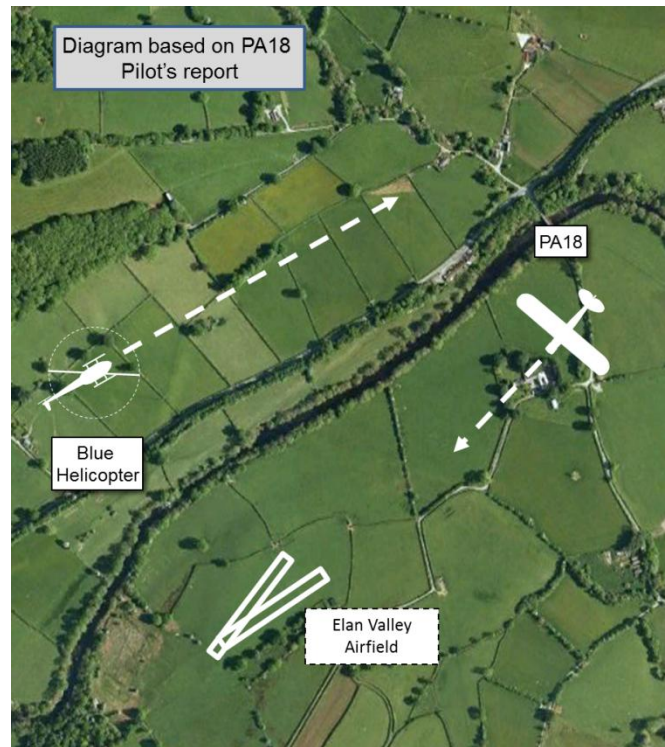 Diagram based on PA18
Pilot's report
PA18
Blue
Helicopter
Elan Valley
Airfield